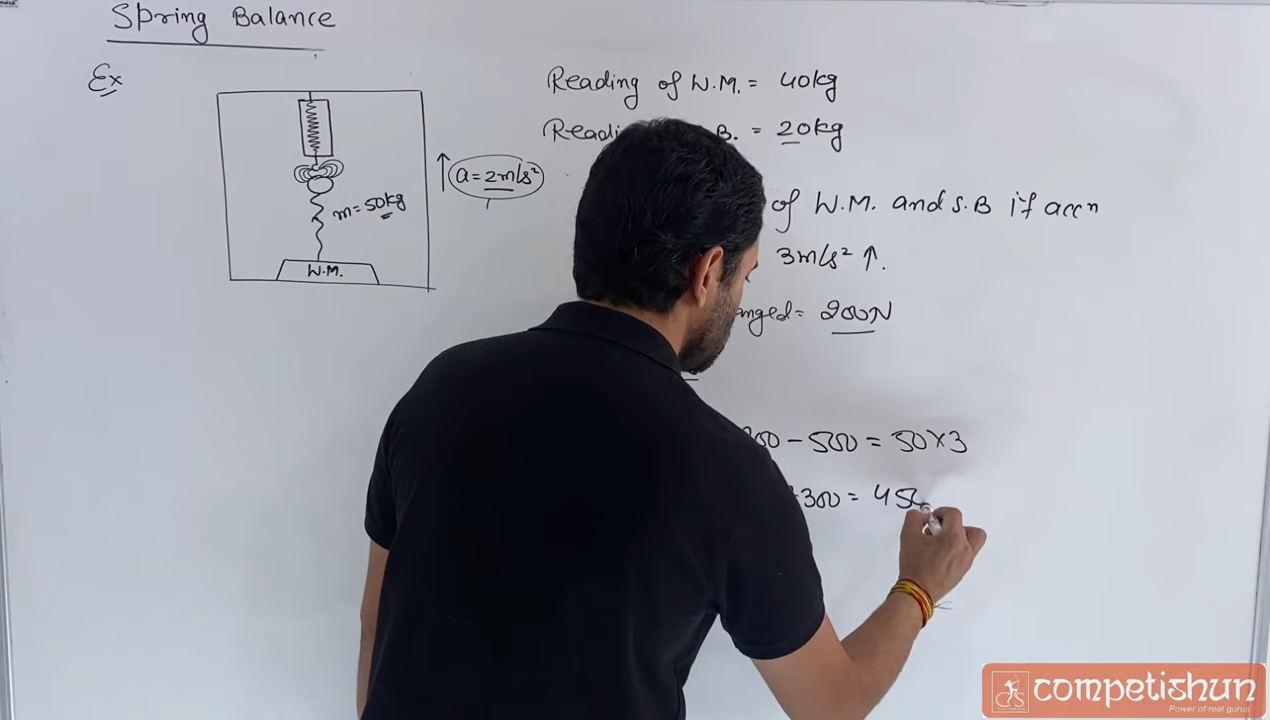 Spring Balance
Ex
Reading of W.M. = 40kg
B. = 20kg
a = 2m/s²
m = 50kg
of W.M. and S.B if accn
3m/s² ↑.
W.M.
= 200N
- 500 = 50×3
300 = 45
competishun
Power of real gurus